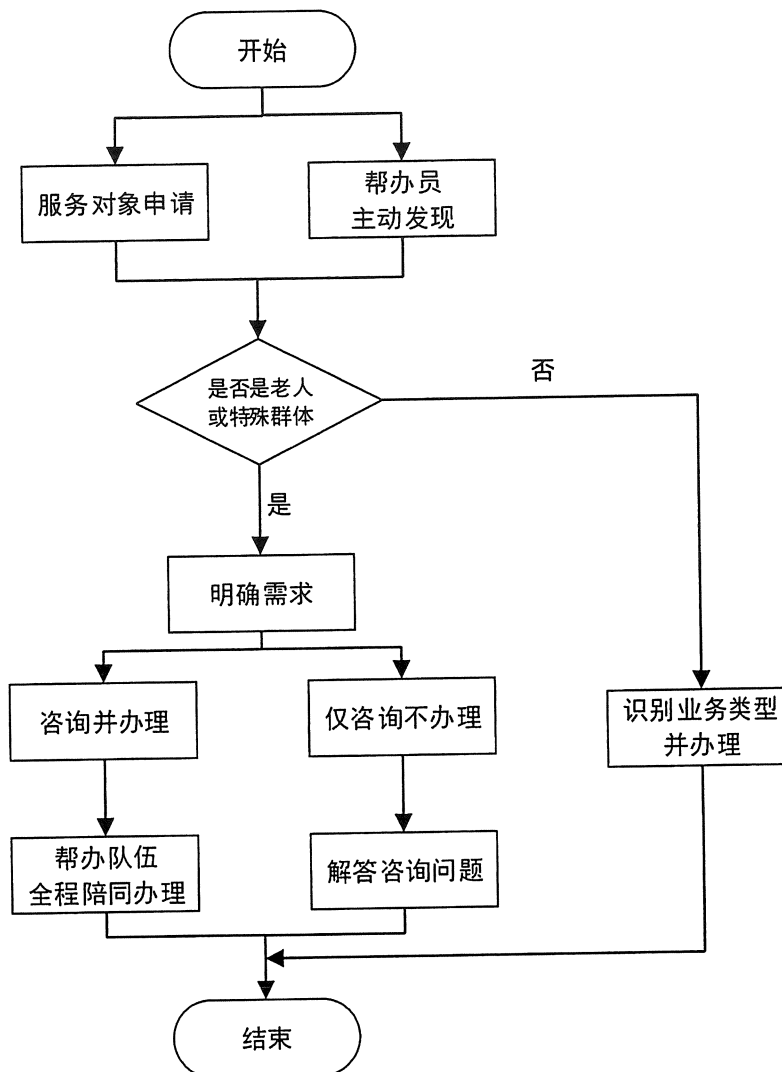 开始
服务对象申请
帮办员
主动发现
是否是老人
或特殊群体
否
是
明确需求
咨询并办理
仅咨询不办理
识别业务类型
并办理
帮办队伍
全程陪同办理
解答咨询问题
结束